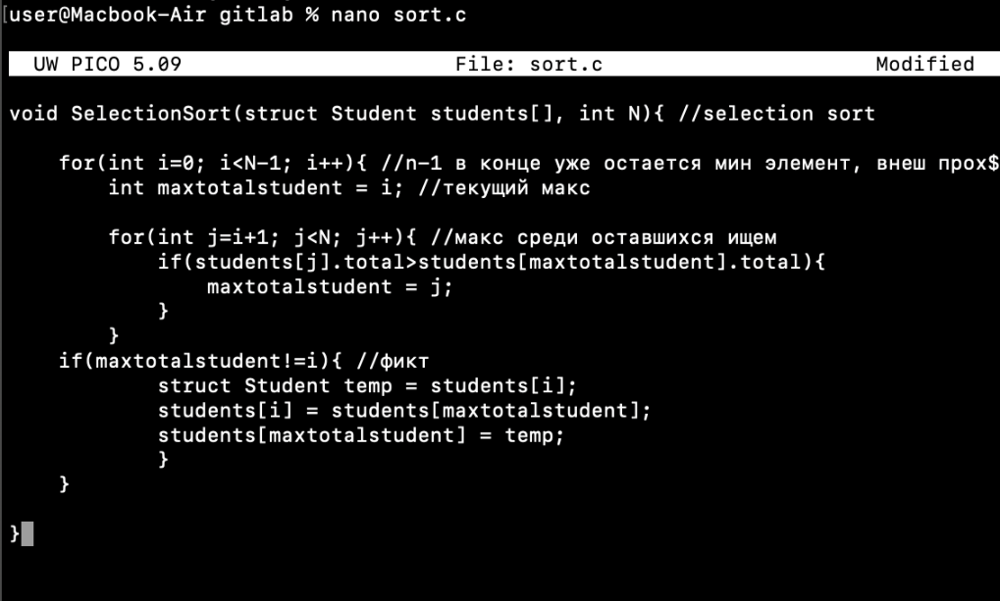 [user@Macbook-Air gitlab % nano sort.c
UW PICO 5.09 File: sort.c Modified
void SelectionSort(struct Student students[], int N){ //selection sort
for(int i=0; i<N-1; i++){ //n-1 в конце уже остается мин элемент, внеш прох$
int maxtotalstudent = i; //текущий макс
for(int j=i+1; j<N; j++){ //макс среди оставшихся ищем
if(students[j].total>students[maxtotalstudent].total){
maxtotalstudent = j;
}
}
if(maxtotalstudent!=i){ //фикт
struct Student temp = students[i];
students[i] = students[maxtotalstudent];
students[maxtotalstudent] = temp;
}
}
}